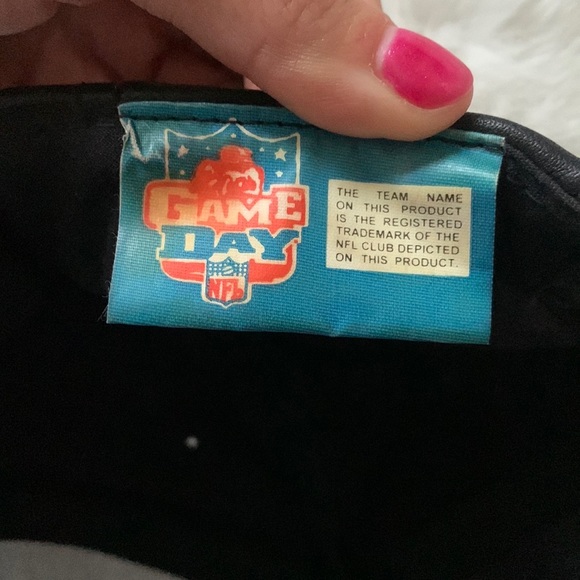 GAME
DAY
NFL
THE TEAM NAME
ON THIS PRODUCT
IS THE REGISTERED
TRADEMARK OF THE
NFL CLUB DEPICTED
ON THIS PRODUCT.